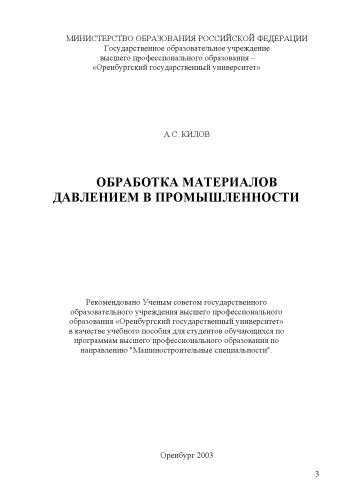 МИНИСТЕРСТВО ОБРАЗОВАНИЯ РОССИЙСКОЙ ФЕДЕРАЦИИ
Государственное образовательное учреждение
высшего профессионального образования –
«Оренбургский государственный университет»
А.С. КИЛОВ
ОБРАБОТКА МАТЕРИАЛОВ
ДАВЛЕНИЕМ В ПРОМЫШЛЕННОСТИ
Рекомендовано Ученым советом государственного
образовательного учреждения высшего профессионального
образования «Оренбургский государственный университет»
в качестве учебного пособия для студентов обучающихся по
программам высшего профессионального образования по
направлению "Машиностроительные специальности".
Оренбург 2003
3